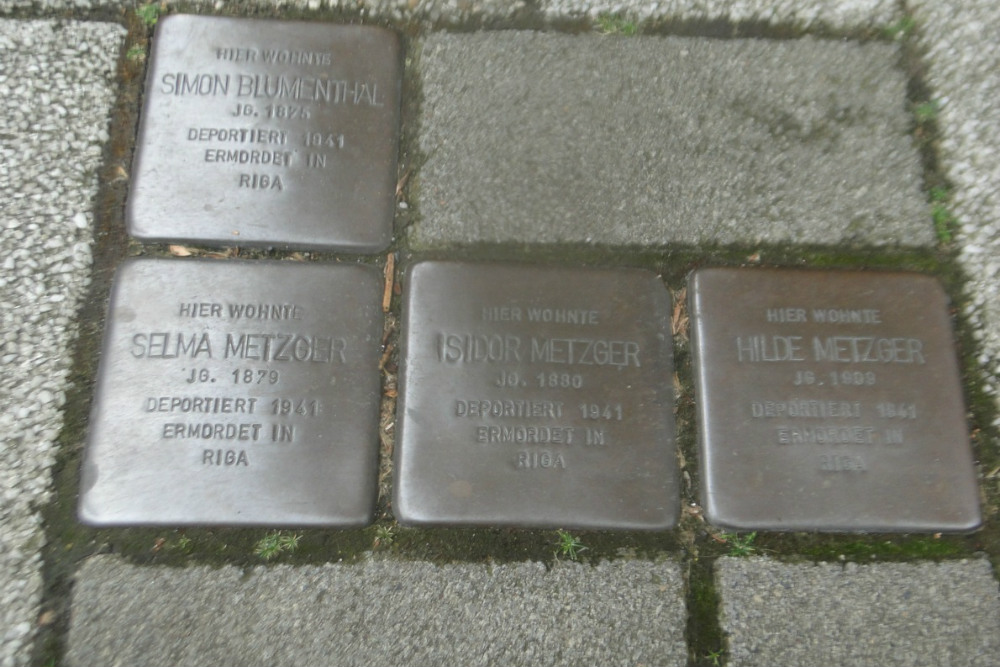 HIER WOHNTE
SIMON BLUMENTHAL
JG. 1875
DEPORTIERT 1941
ERMORDET IN
RIGA
HIER WOHNTE
SELMA METZGER
JG. 1879
DEPORTIERT 1941
ERMORDET IN
RIGA
HIER WOHNTE
ISIDOR METZGER
JG. 1880
DEPORTIERT 1941
ERMORDET IN
RIGA
HIER WOHNTE
HILDE METZGER
JG.
DEPORTIERT 1941
ERMORDET IN
RIGA